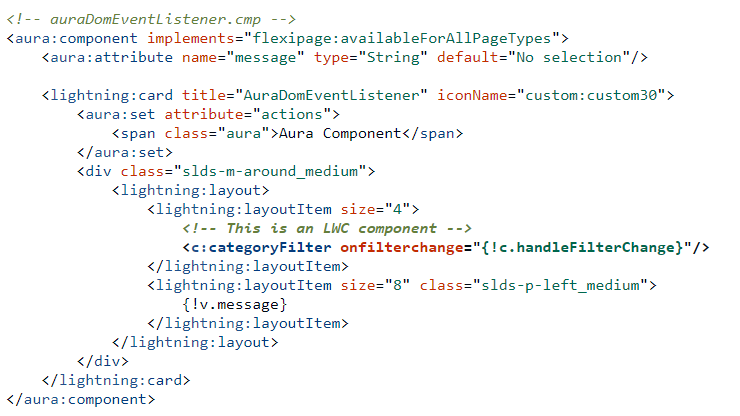 <!-- auraDomEventListener.cmp -->
<aura:component implements="flexipage:availableForAllPageTypes">
    <aura:attribute name="message" type="String" default="No selection"/>

    <lightning:card title="AuraDomEventListener" iconName="custom:custom30">
        <aura:set attribute="actions">
            <span class="aura">Aura Component</span>
        </aura:set>
        <div class="slds-m-around_medium">
            <lightning:layout>
                <lightning:layoutItem size="4">
                    <!-- This is an LWC component -->
                    <c:categoryFilter onfilterchange="{!c.handleFilterChange}"/>
                </lightning:layoutItem>
                <lightning:layoutItem size="8" class="slds-p-left_medium">
                    {!v.message}
                </lightning:layoutItem>
            </lightning:layout>
        </div>
    </lightning:card>
</aura:component>